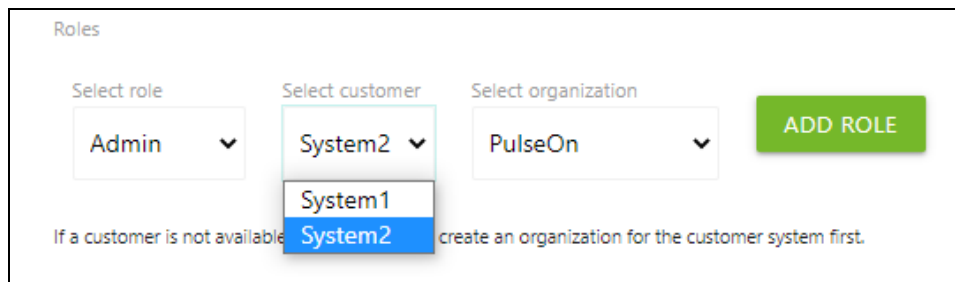 Roles
Select role Select customer Select organization
Admin System2 PulseOn ADD ROLE
System1
System2
If a customer is not available create an organization for the customer system first.